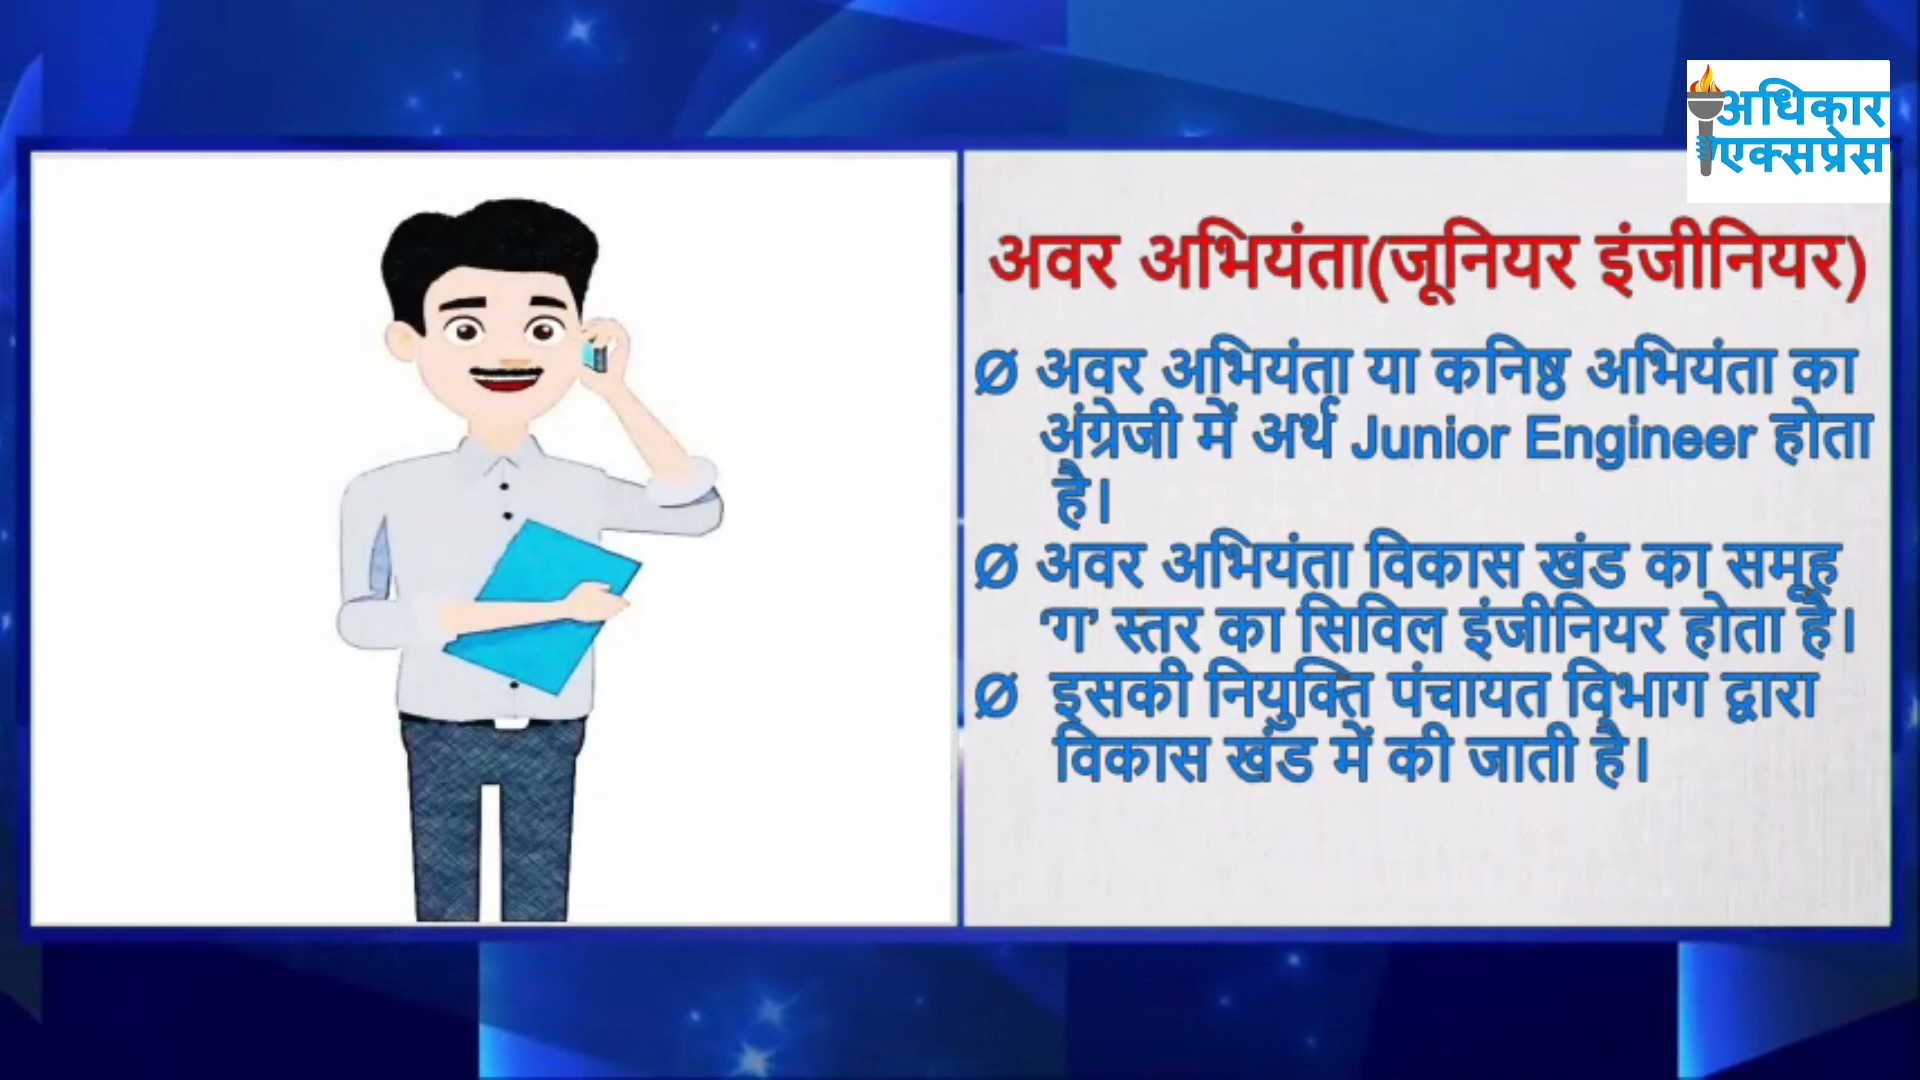 अधिकार
एक्सप्रेस
अवर अभियंता(जूनियर इंजीनियर)
Ø अवर अभियंता या कनिष्ठ अभियंता का
अंग्रेजी में अर्थ Junior Engineer होता
है।
Ø अवर अभियंता विकास खंड का समूह
‘ग’ स्तर का सिविल इंजीनियर होता है।
Ø इसकी नियुक्ति पंचायत विभाग द्वारा
विकास खंड में की जाती है।